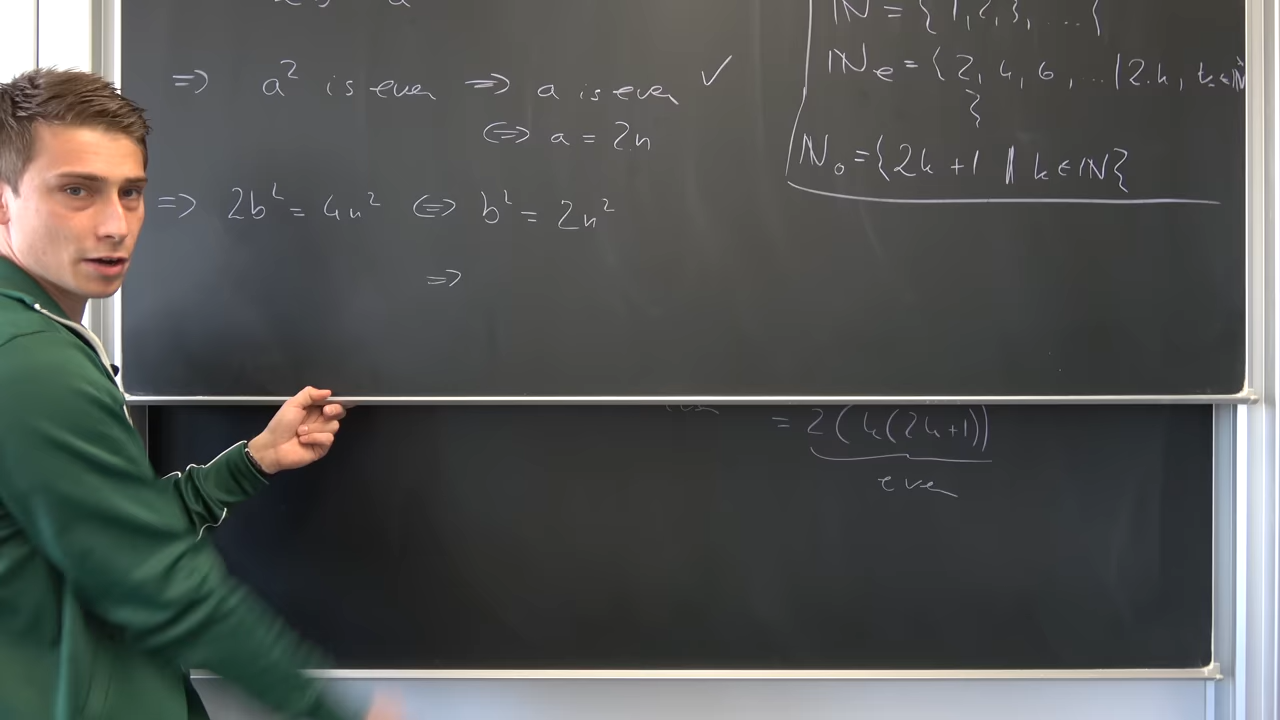 ℕ = { 1, 2, 3, ... {
⇒ a² is even ⇒ a is even ✓
ℕₑ = { 2, 4, 6, ... | 2·k, k ∈ ℕ
}
⇔ a = 2n
ℕₒ = { 2k + 1 | k ∈ ℕ }
⇒ 2b² = 4n² ⇔ b² = 2n²
⇒
= 2 ( k ( 2k + 1 ) )
even